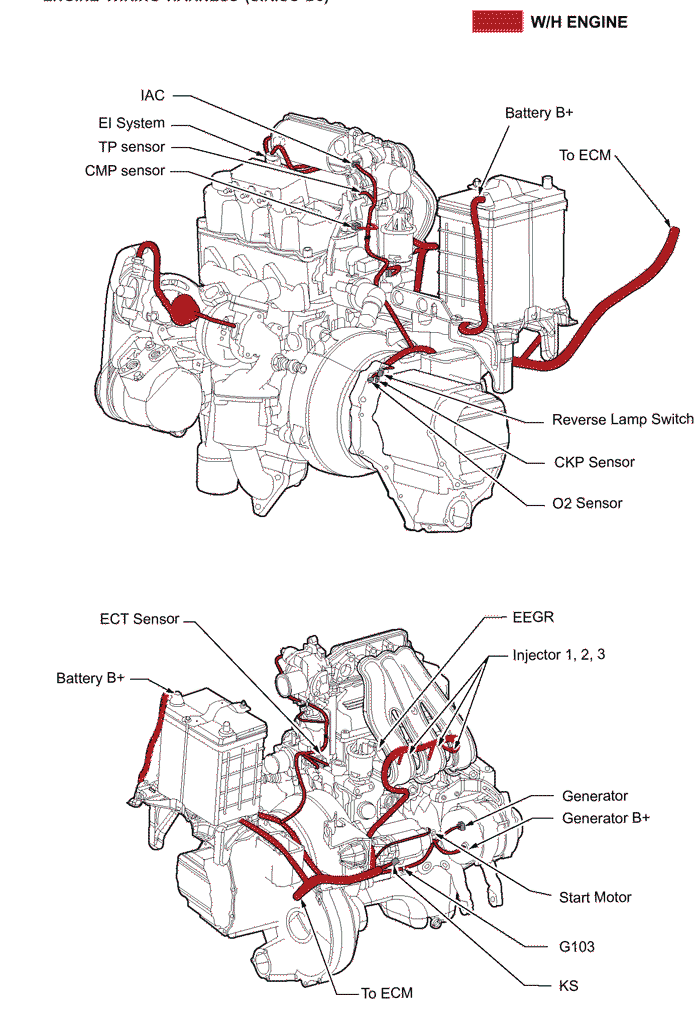 W/H ENGINE
IAC
EI System
TP sensor
CMP sensor
Battery B+
To ECM
Reverse Lamp Switch
CKP Sensor
O2 Sensor
ECT Sensor
EEGR
Injector 1, 2, 3
Battery B+
Generator
Generator B+
Start Motor
G103
KS
To ECM